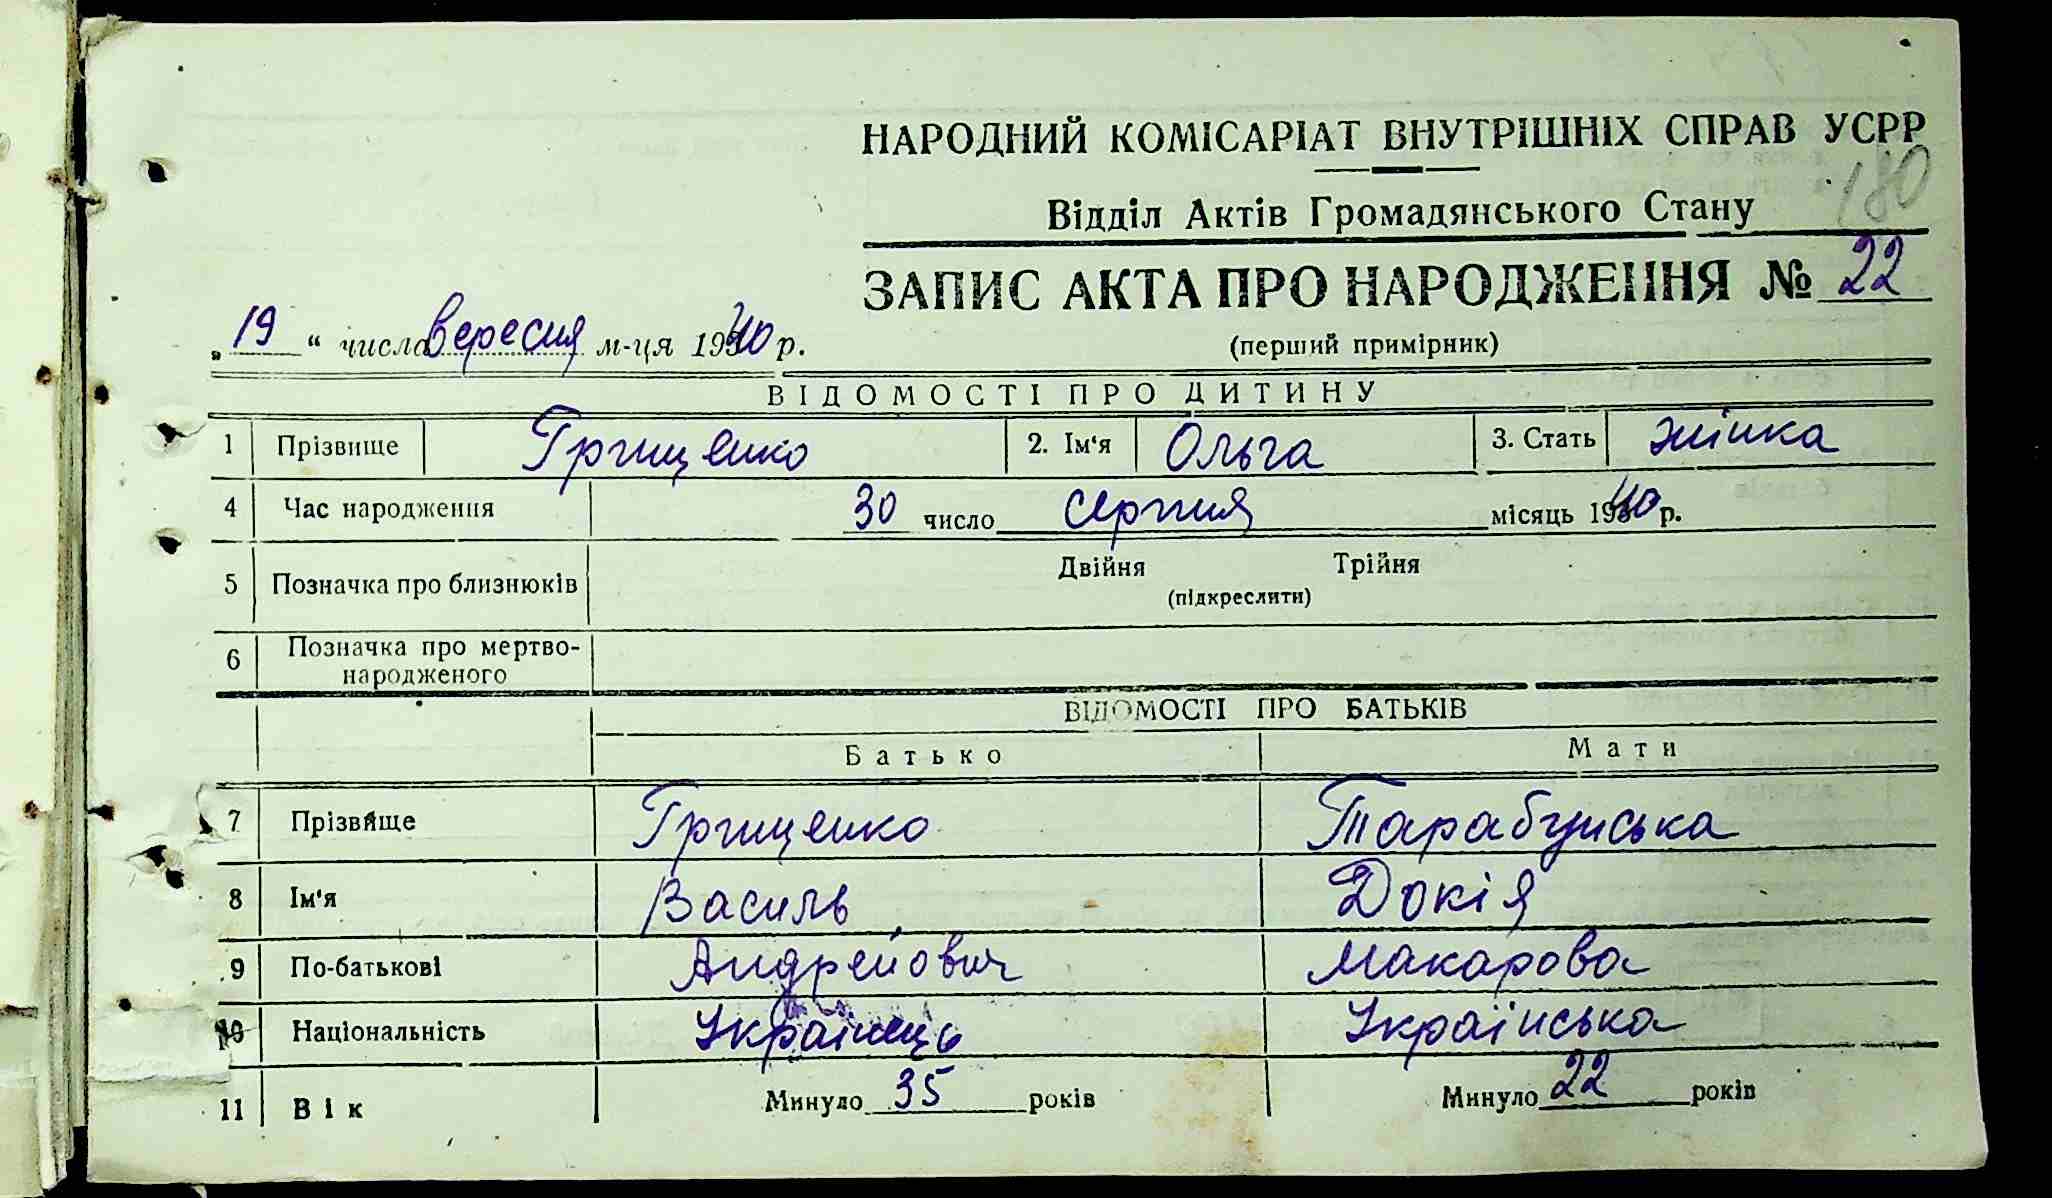 НАРОДНИЙ КОМІСАРІАТ ВНУТРІШНІХ СПРАВ УСРР
180
Відділ Актів Громадянського Стану
ЗАПИС АКТА ПРО НАРОДЖЕННЯ № 22
„19“ числа вересня м-ця 1940 р.
(перший примірник)
ВІДОМОСТІ ПРО ДИТИНУ
1 Прізвище Грищенко 2. Ім'я Ольга 3. Стать жінка
4 Час народження 30 число серпня місяць 1940 р.
5 Позначка про близнюків Двійня Трійня
(підкреслити)
6 Позначка про мертво-
народженого
ВІДОМОСТІ ПРО БАТЬКІВ
Батько Мати
7 Прізвище Грищенко Тарабунська
8 Ім'я Василь Докія
9 По-батькові Андрейович Макарова
10 Національність Українець Українська
11 Вік Минуло 35 років Минуло 22 років